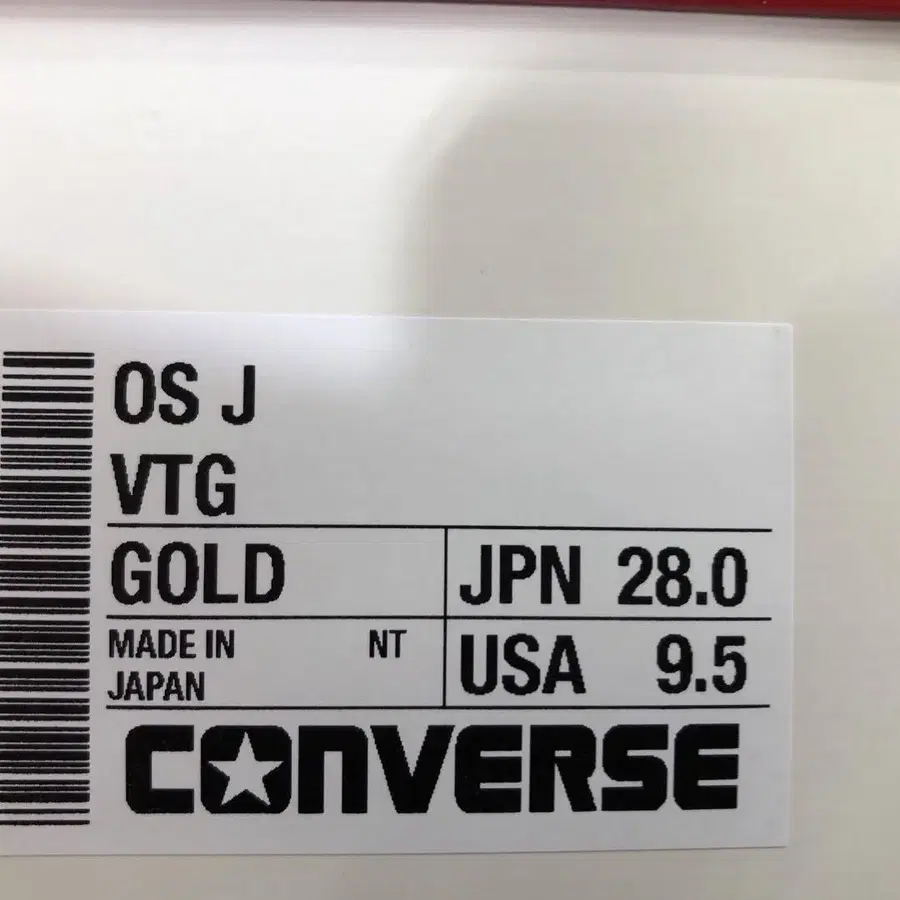 OS J
VTG
GOLD
JPN 28.0
MADE IN NT
JAPAN
USA 9.5
CONVERSE